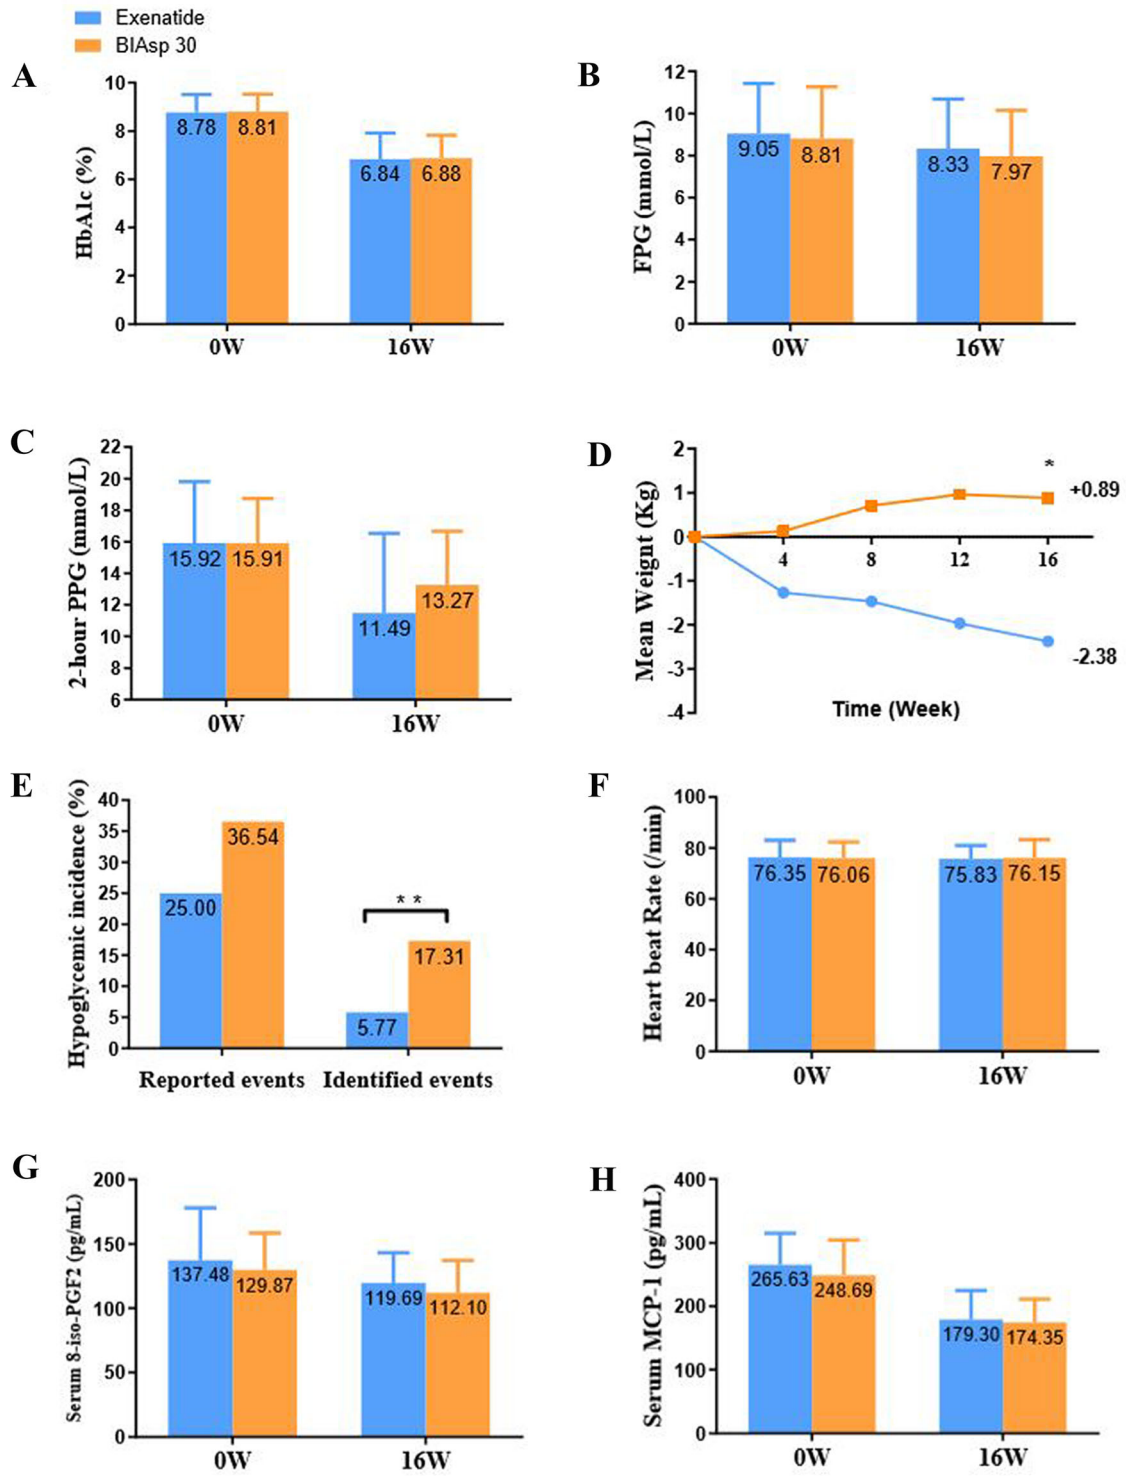 Exenatide
BIAsp 30
A
HbA1c (%)
10
8
6
4
2
0
8.78
8.81
6.84
6.88
0W
16W
B
FPG (mmol/L)
12
10
8
6
4
2
0
9.05
8.81
8.33
7.97
0W
16W
C
2-hour PPG (mmol/L)
22
20
18
16
14
12
10
8
6
15.92
15.91
11.49
13.27
0W
16W
D
Mean Weignt (Kg)
2
1
0
-1
-2
-3
-4
4
8
12
16
*
+0.89
-2.38
Time (Week)
E
Hypoglycemic incidence (%)
40
35
30
25
20
15
10
5
0
25.00
36.54
5.77
17.31
* *
Reported events
Identified events
F
Heart beat Rate (/min)
100
80
60
40
20
0
76.35
76.06
75.83
76.15
0W
16W
G
Serum 8-iso-PGF2 (pg/mL)
200
150
100
50
0
137.48
129.87
119.69
112.10
0W
16W
H
Serum MCP-1 (pg/mL)
400
300
200
100
0
265.63
248.69
179.30
174.35
0W
16W